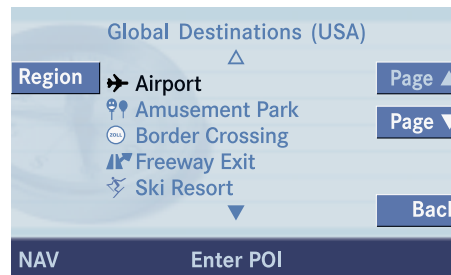 Global Destinations (USA)
Region
Airport
Page
Amusement Park
Page
ZOLL
Border Crossing
Freeway Exit
Ski Resort
Bac
NAV
Enter POI